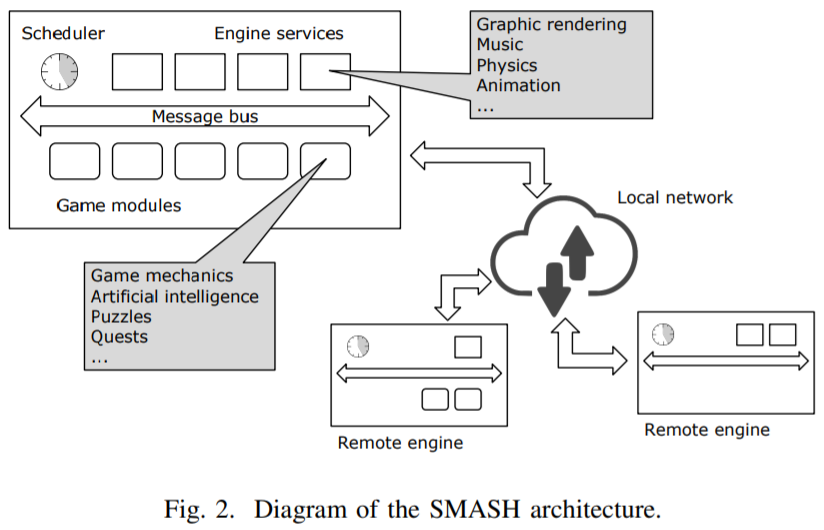 Scheduler
Engine services
Graphic rendering
Music
Physics
Animation
...
Message bus
Game modules
Local network
Game mechanics
Artificial intelligence
Puzzles
Quests
...
Remote engine
Remote engine
Fig. 2. Diagram of the SMASH architecture.